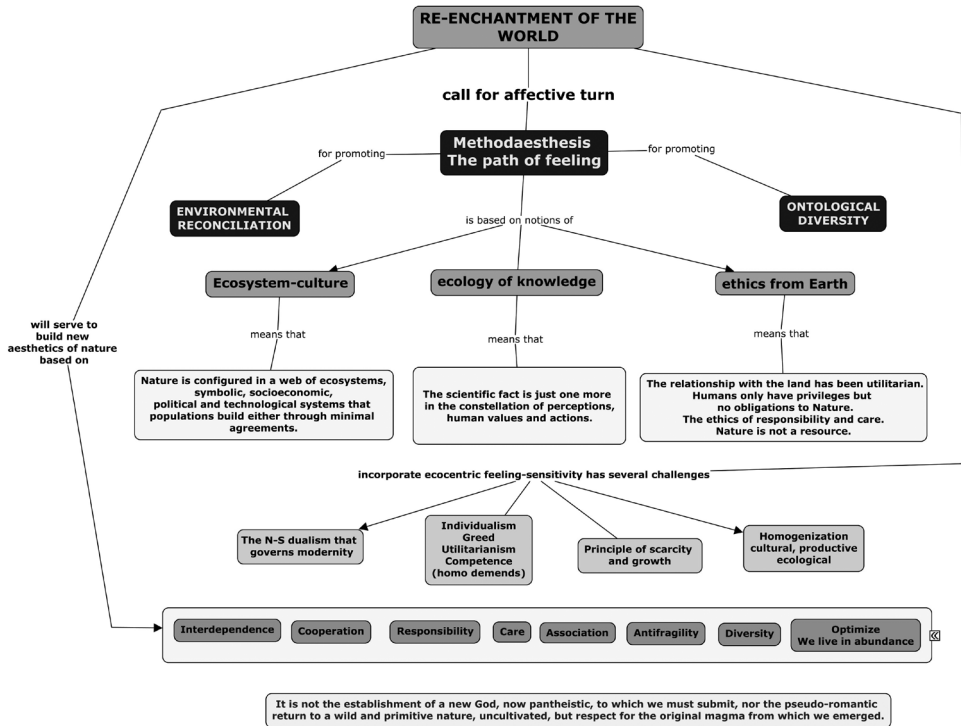 RE-ENCHANTMENT OF THE
WORLD
call for affective turn
Methodaesthesis
The path of feeling
for promoting
for promoting
ENVIRONMENTAL
RECONCILIATION
ONTOLOGICAL
DIVERSITY
is based on notions of
Ecosystem-culture
ecology of knowledge
ethics from Earth
will serve to
build new
aesthetics of nature
based on
means that
means that
means that
Nature is configured in a web of ecosystems,
symbolic, socioeconomic,
political and technological systems that
populations build either through minimal
agreements.
The scientific fact is just one more
in the constellation of perceptions,
human values and actions.
The relationship with the land has been utilitarian.
Humans only have privileges but
no obligations to Nature.
The ethics of responsibility and care.
Nature is not a resource.
incorporate ecocentric feeling-sensitivity has several challenges
The N-S dualism that
governs modernity
Individualism
Greed
Utilitarianism
Competence
(homo demends)
Principle of scarcity
and growth
Homogenization
cultural, productive
ecological
Interdependence
Cooperation
Responsibility
Care
Association
Antifragility
Diversity
Optimize
We live in abundance
It is not the establishment of a new God, now pantheistic, to which we must submit, nor the pseudo-romantic
return to a wild and primitive nature, uncultivated, but respect for the original magma from which we emerged.